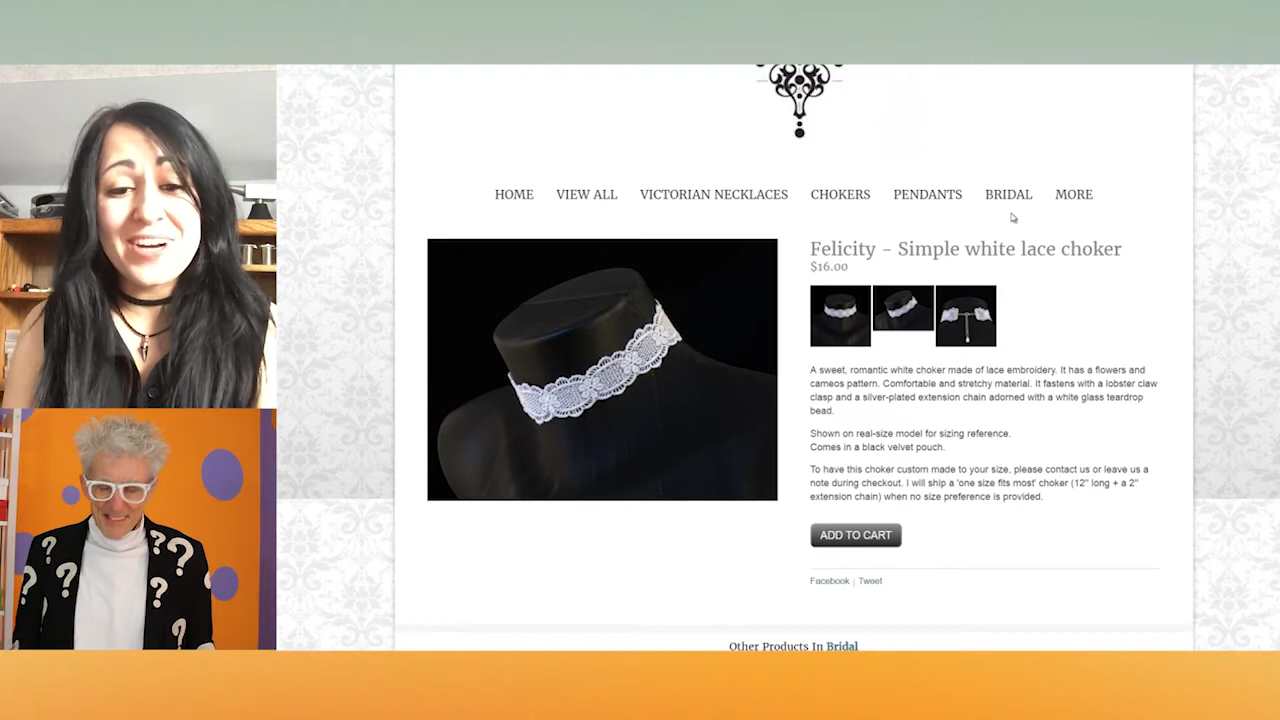 HOME VIEW ALL VICTORIAN NECKLACES CHOKERS PENDANTS BRIDAL MORE
Felicity - Simple white lace choker
$16.00
A sweet, romantic white choker made of lace embroidery. It has a flowers and
cameos pattern. Comfortable and stretchy material. It fastens with a lobster claw
clasp and a silver-plated extension chain adorned with a white glass teardrop
bead.
Shown on real-size model for sizing reference.
Comes in a black velvet pouch.
To have this choker custom made to your size, please contact us or leave us a
note during checkout. I will ship a 'one size fits most' choker (12" long + a 2"
extension chain) when no size preference is provided.
ADD TO CART
Facebook | Tweet
Other Products In Bridal
? ? ? ? ? ? ? ?